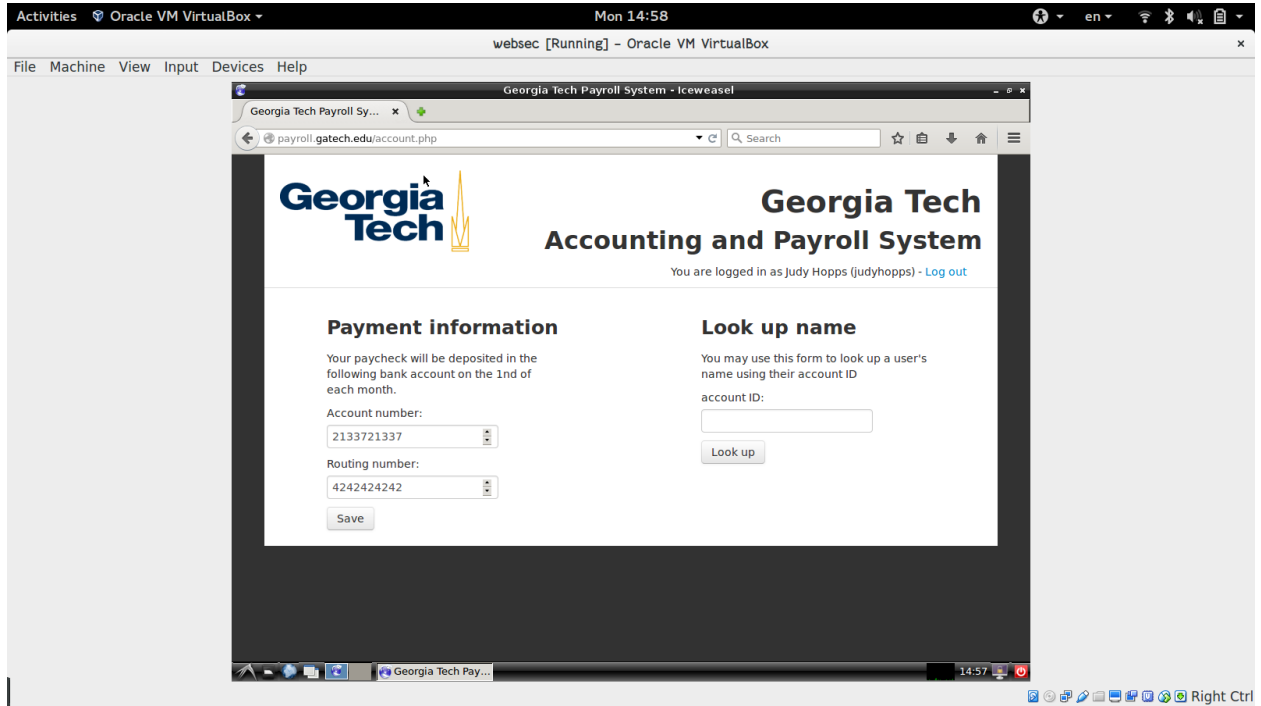 Activities Oracle VM VirtualBox Mon 14:58 en
websec [Running] – Oracle VM VirtualBox ×
File Machine View Input Devices Help
Georgia Tech Payroll System - Iceweasel
Georgia Tech Payroll Sy... ×
payroll.gatech.edu/account.php Search
Georgia
Tech
Georgia Tech
Accounting and Payroll System
You are logged in as Judy Hopps (judyhopps) - Log out
Payment information
Your paycheck will be deposited in the
following bank account on the 1nd of
each month.
Account number:
2133721337
Routing number:
4242424242
Save
Look up name
You may use this form to look up a user's
name using their account ID
account ID:
Look up
Georgia Tech Pay... 14:57
Right Ctrl